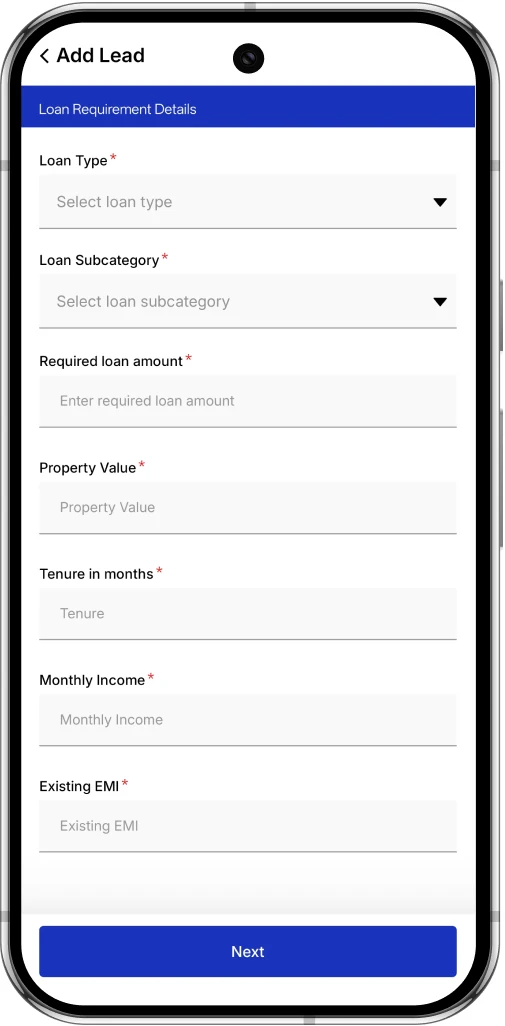 Add Lead
Loan Requirement Details
Loan Type *
Select loan type
Loan Subcategory *
Select loan subcategory
Required loan amount *
Enter required loan amount
Property Value *
Property Value
Tenure in months *
Tenure
Monthly Income *
Monthly Income
Existing EMI *
Existing EMI
Next